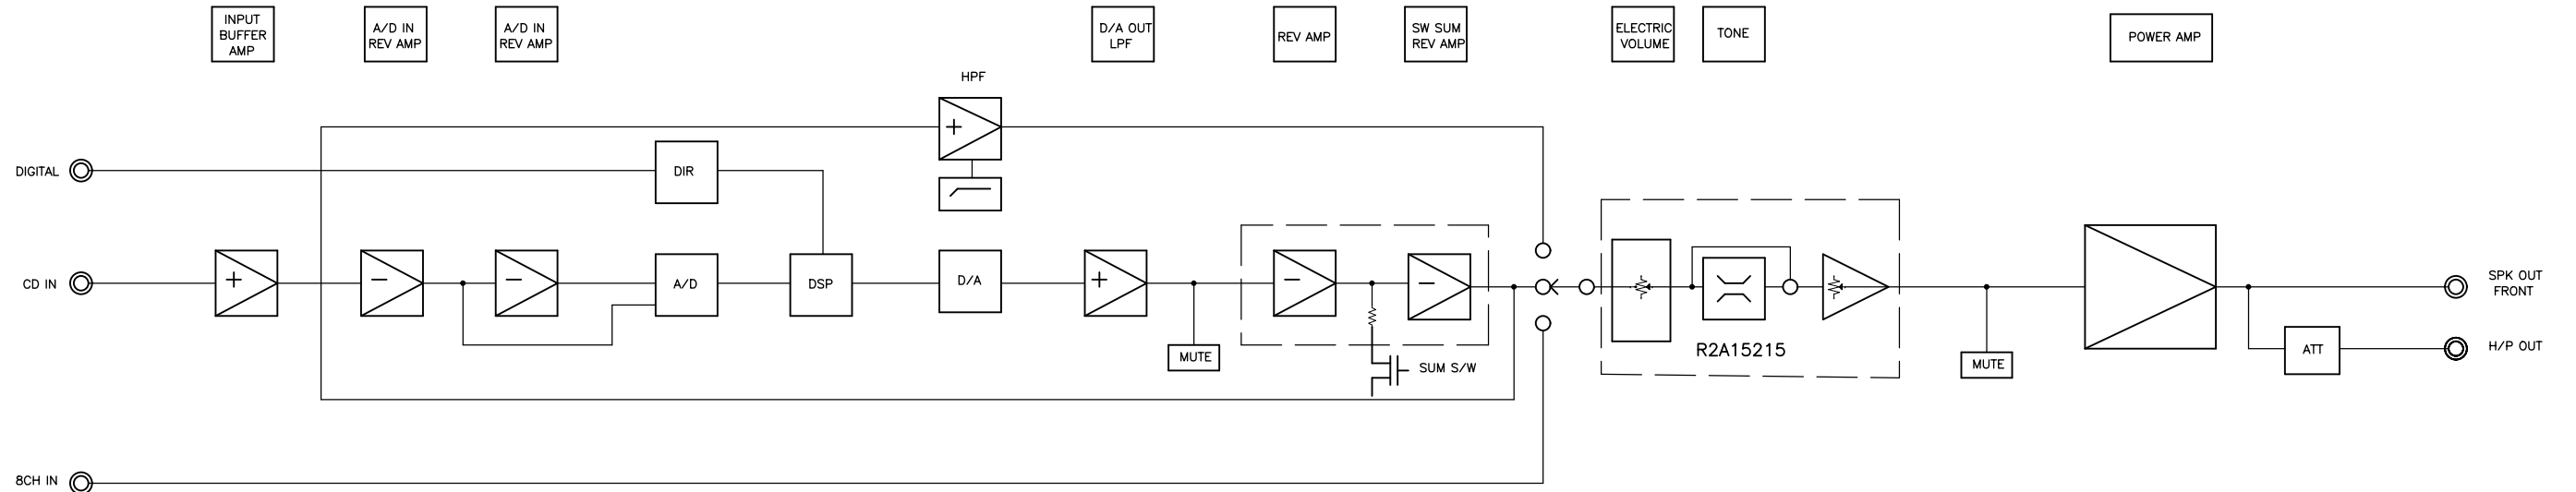 INPUT
BUFFER
AMP
A/D IN
REV AMP
A/D IN
REV AMP
D/A OUT
LPF
REV AMP
SW SUM
REV AMP
ELECTRIC
VOLUME
TONE
POWER AMP
HPF
DIGITAL
DIR
CD IN
A/D
DSP
D/A
MUTE
SUM S/W
R2A15215
MUTE
SPK OUT
FRONT
ATT
H/P OUT
8CH IN